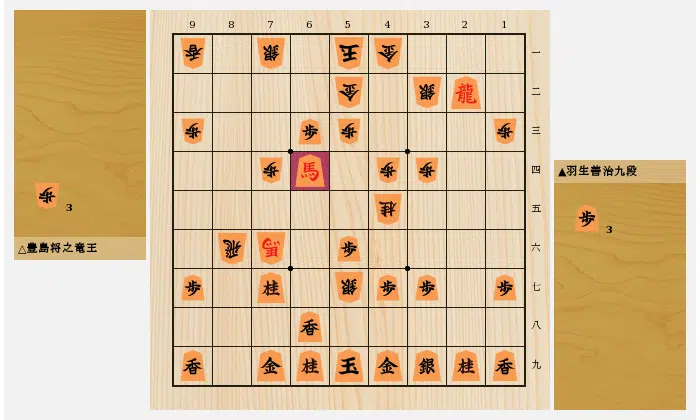 9 8 7 6 5 4 3 2 1
香 銀 王 金 一
金 銀 龍 二
歩 歩 歩 歩 三
歩 馬 歩 歩 四
桂 五
飛 馬 歩 六
歩 桂 銀 歩 歩 歩 七
香 八
香 金 桂 玉 金 銀 桂 香 九
歩 3
△豊島将之竜王
▲羽生善治九段
歩 3